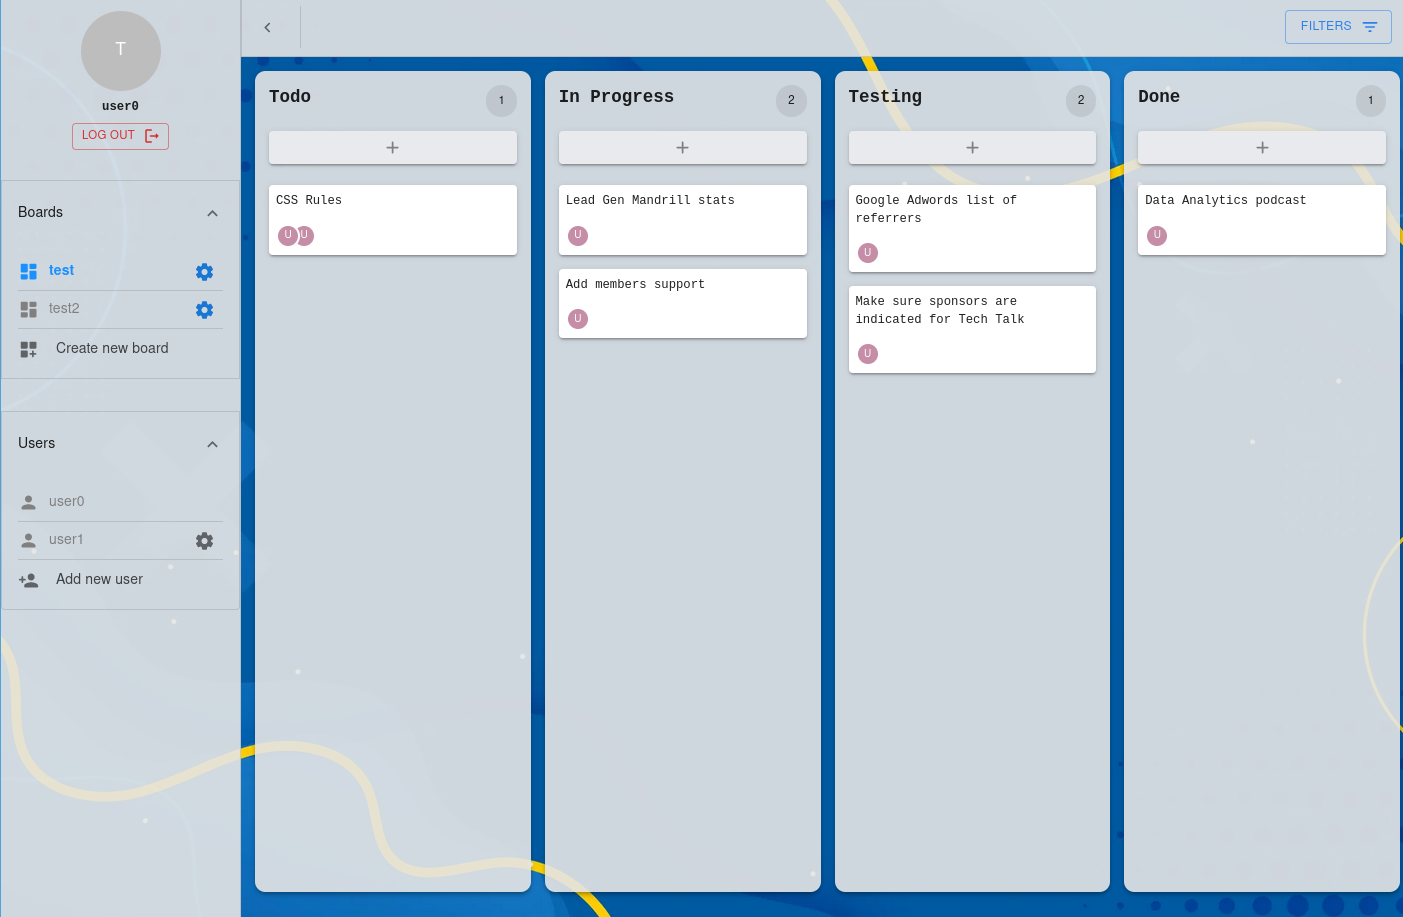 T
user0
LOG OUT
Boards
test
test2
Create new board
Users
user0
user1
Add new user
FILTERS
Todo
1
CSS Rules
U U
In Progress
2
Lead Gen Mandrill stats
U
Add members support
U
Testing
2
Google Adwords list of
referrers
U
Make sure sponsors are
indicated for Tech Talk
U
Done
1
Data Analytics podcast
U